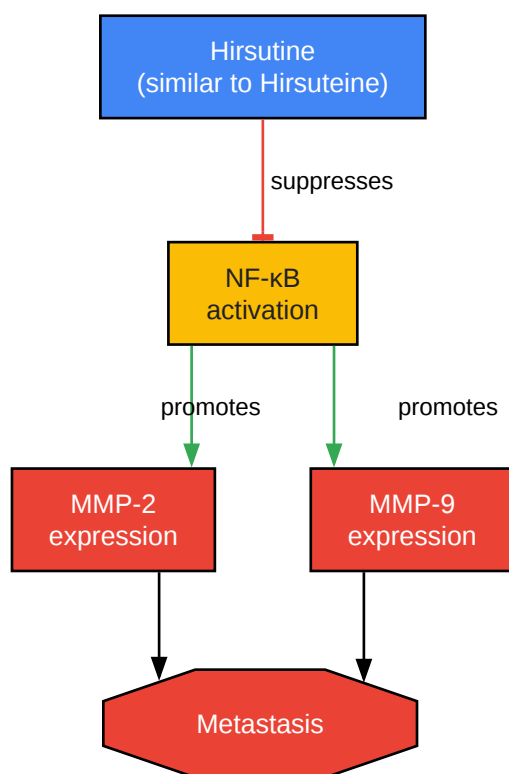 Hirsutine
(similar to Hirsuteine)
suppresses
NF-κB
activation
promotes
promotes
MMP-2
expression
MMP-9
expression
Metastasis